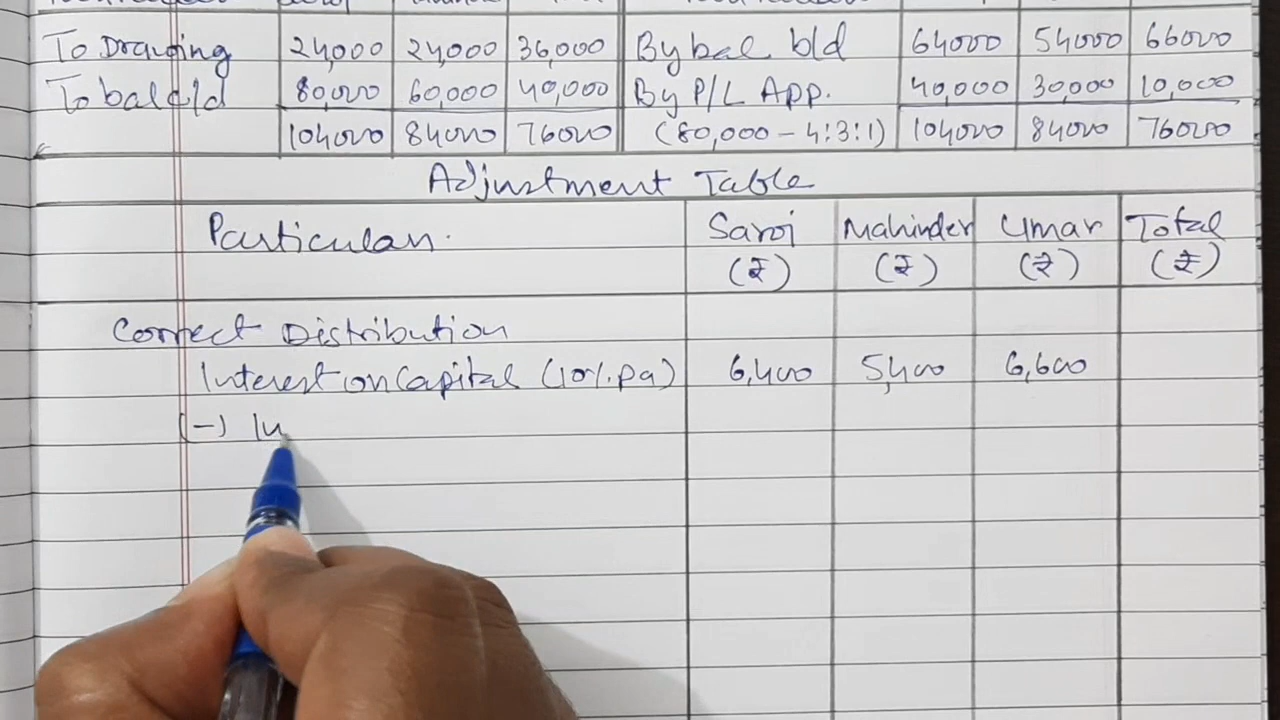 To Drawing 24,000 24,000 36,000 By bal b/d 64000 54000 66000
To bal c/d 80,000 60,000 40,000 By P/L App. 40,000 30,000 10,000
104000 84000 76000 (80,000 - 4:3:1) 104000 84000 76000
Adjustment Table
Particulars. Saroj Mahinder Umar Total
(₹) (₹) (₹) (₹)
Correct Distribution
Interest on Capital (10%.pa) 6,400 5,400 6,600
(-) In